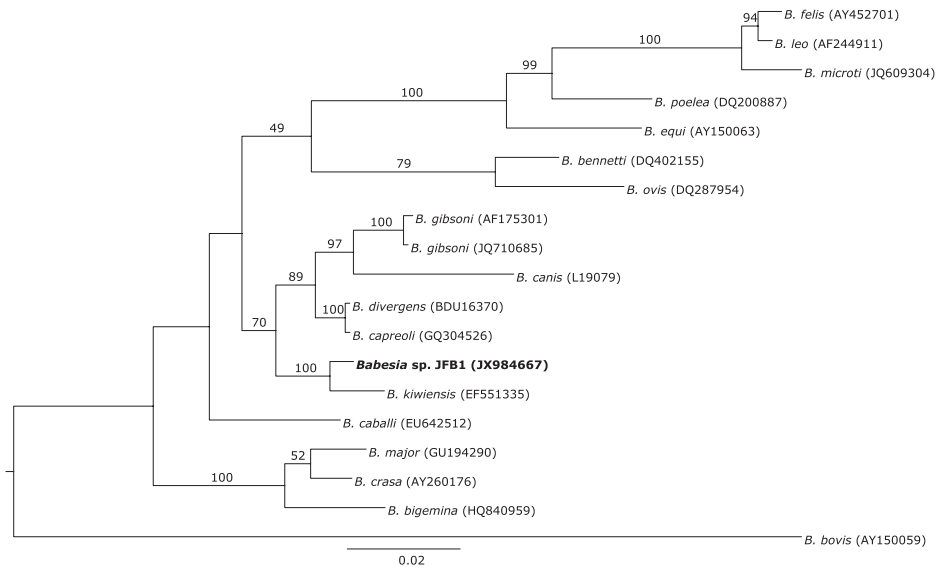 94
B. felis (AY452701)
100
B. leo (AF244911)
99
B. microti (JQ609304)
100
B. poelea (DQ200887)
49
B. equi (AY150063)
79
B. bennetti (DQ402155)
B. ovis (DQ287954)
100
B. gibsoni (AF175301)
97
B. gibsoni (JQ710685)
89
B. canis (L19079)
100
B. divergens (BDU16370)
70
B. capreoli (GQ304526)
100
Babesia sp. JFB1 (JX984667)
B. kiwiensis (EF551335)
B. caballi (EU642512)
52
B. major (GU194290)
100
B. crasa (AY260176)
B. bigemina (HQ840959)
B. bovis (AY150059)
0.02